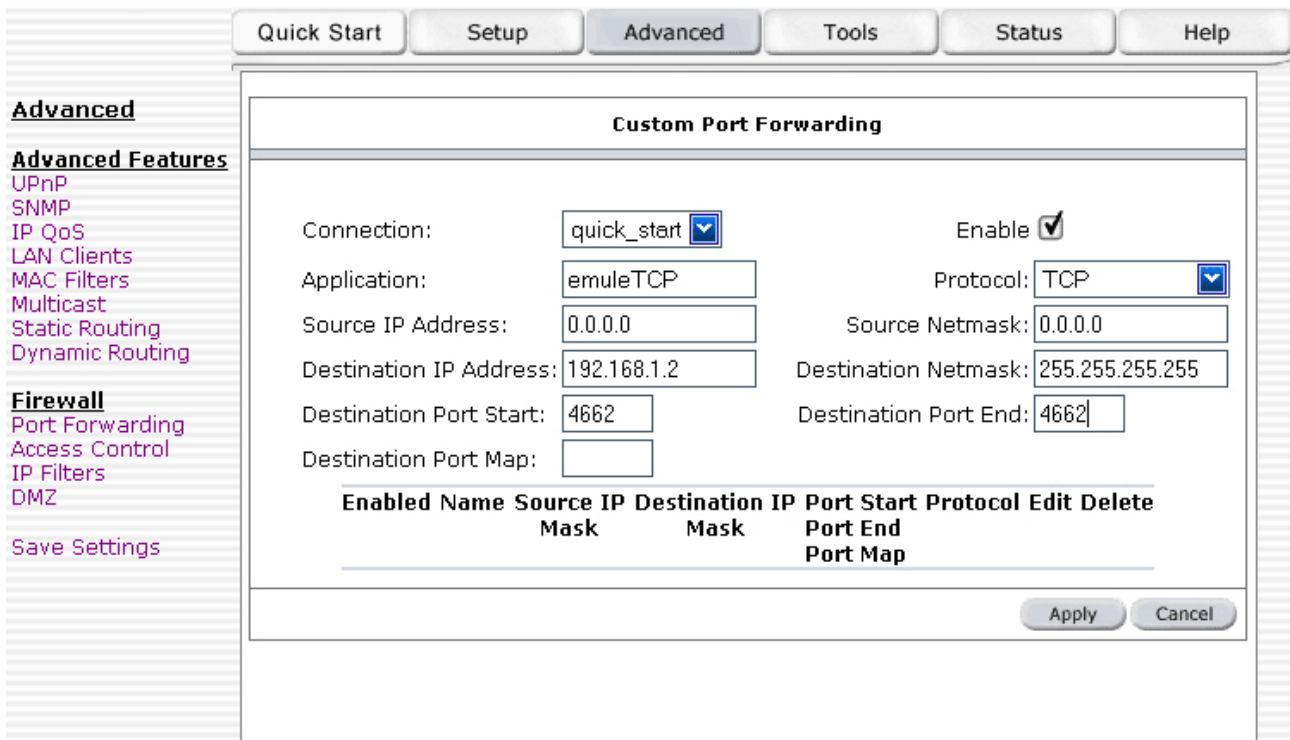 Quick Start Setup Advanced Tools Status Help
Advanced
Advanced Features
UPnP
SNMP
IP QoS
LAN Clients
MAC Filters
Multicast
Static Routing
Dynamic Routing
Firewall
Port Forwarding
Access Control
IP Filters
DMZ
Save Settings
Custom Port Forwarding
Connection: quick_start Enable
Application: emuleTCP Protocol: TCP
Source IP Address: 0.0.0.0 Source Netmask: 0.0.0.0
Destination IP Address: 192.168.1.2 Destination Netmask: 255.255.255.255
Destination Port Start: 4662 Destination Port End: 4662
Destination Port Map:
Enabled Name Source IP Destination IP Port Start Protocol Edit Delete
Mask Mask Port End
Port Map
Apply Cancel